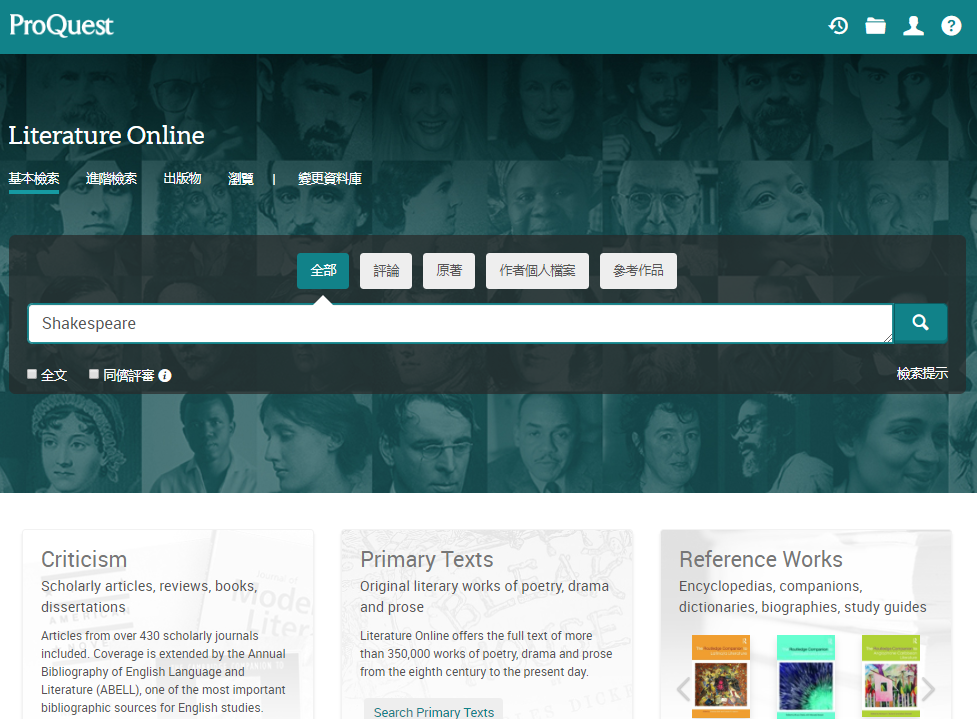 ProQuest
Literature Online
基本檢索 進階檢索 出版物 瀏覽 | 變更資料庫
全部 評論 原著 作者個人檔案 參考作品
Shakespeare
全文 同儕評審
檢索提示
Criticism
Scholarly articles, reviews, books,
dissertations
Articles from over 430 scholarly journals
included. Coverage is extended by the Annual
Bibliography of English Language and
Literature (ABELL), one of the most important
bibliographic sources for English studies.
Primary Texts
Original literary works of poetry, drama
and prose
Literature Online offers the full text of more
than 350,000 works of poetry, drama and prose
from the eighth century to the present day.
Search Primary Texts
Reference Works
Encyclopedias, companions,
dictionaries, biographies, study guides